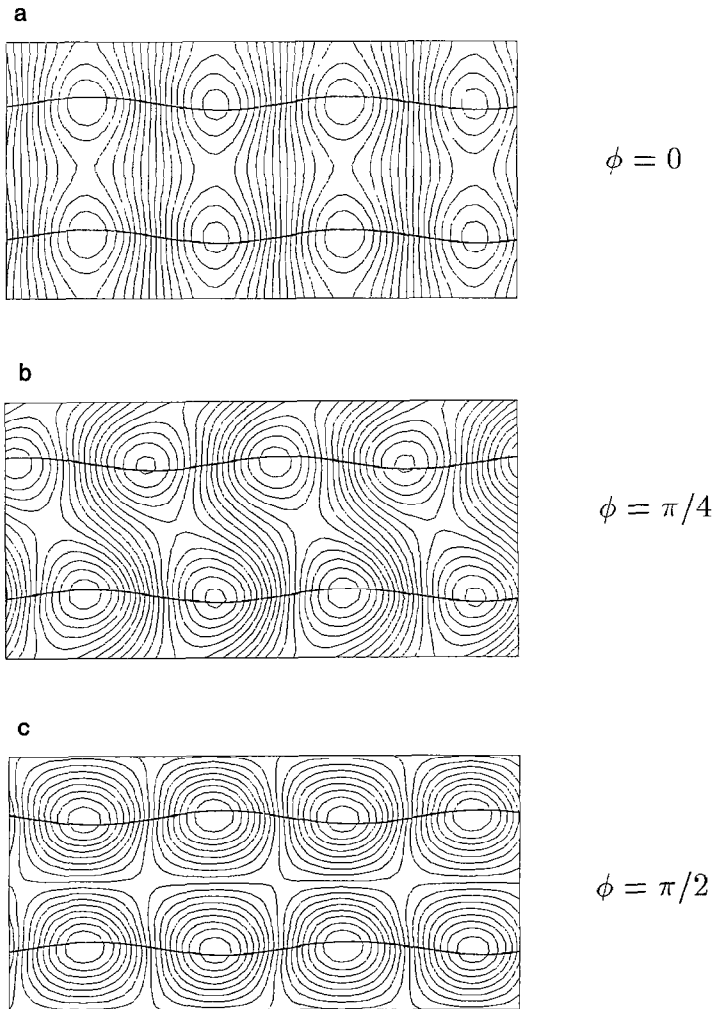 a
ϕ = 0
b
ϕ = π/4
c
ϕ = π/2